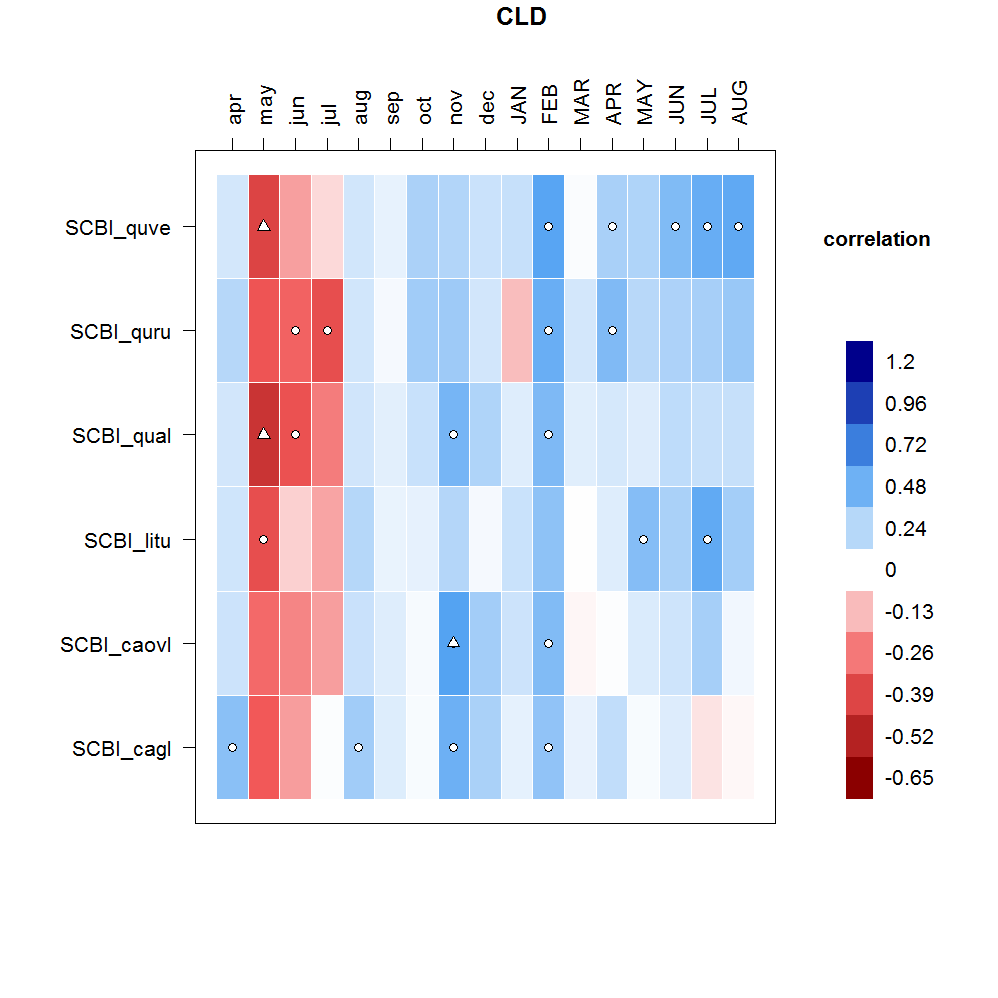 CLD
apr may jun jul aug sep oct nov dec JAN FEB MAR APR MAY JUN JUL AUG
SCBI_quve
SCBI_quru
SCBI_qual
SCBI_litu
SCBI_caovl
SCBI_cagl
correlation
1.2
0.96
0.72
0.48
0.24
0
-0.13
-0.26
-0.39
-0.52
-0.65